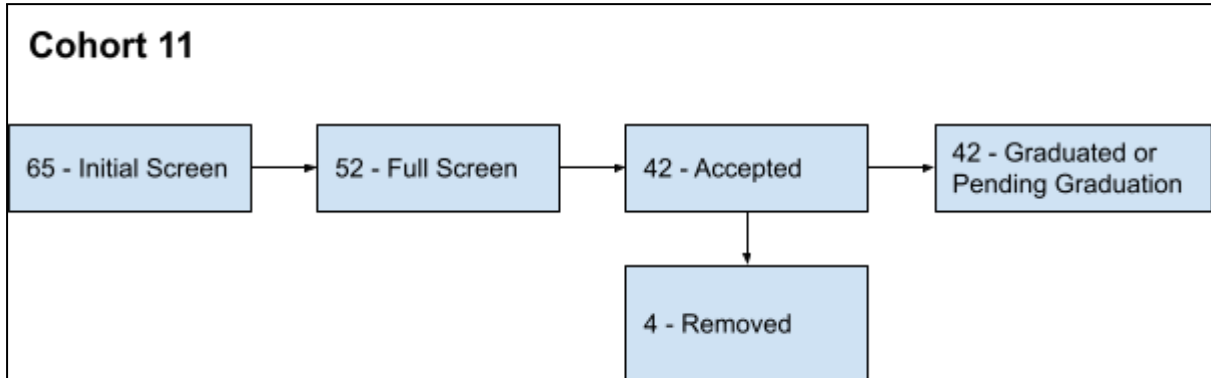 Cohort 11
65 - Initial Screen
52 - Full Screen
42 - Accepted
42 - Graduated or
Pending Graduation
4 - Removed